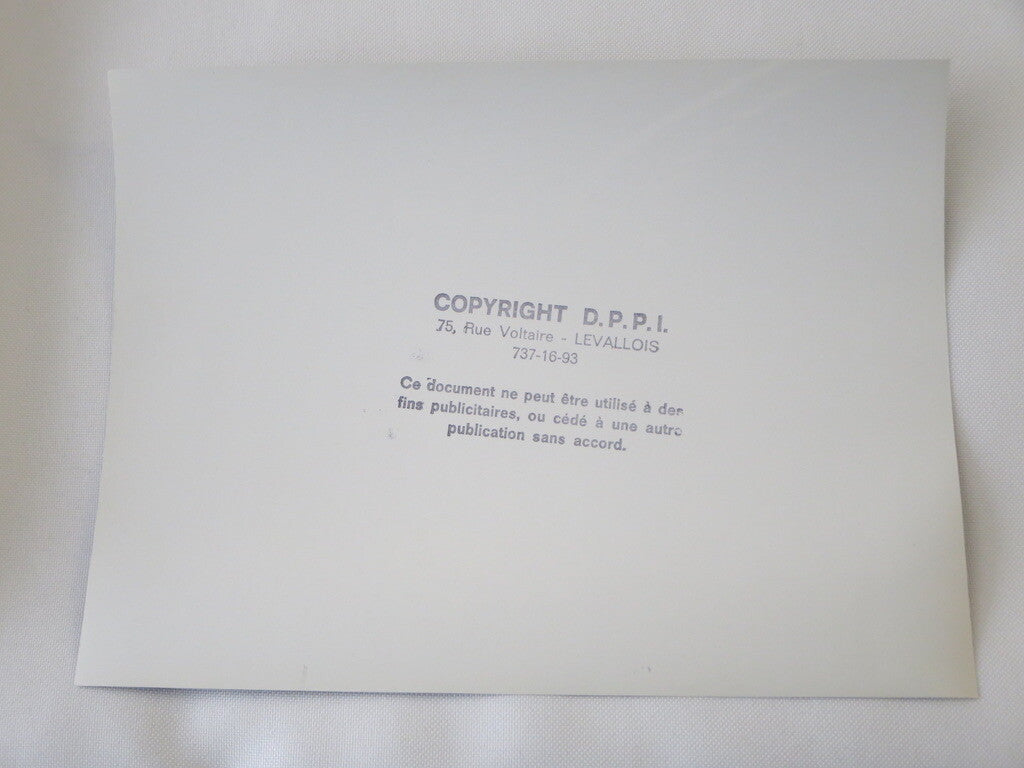 COPYRIGHT D.P.P.I.
75, Rue Voltaire - LEVALLOIS
737-16-93
Ce document ne peut être utilisé à des
fins publicitaires, ou cédé à une autre
publication sans accord.